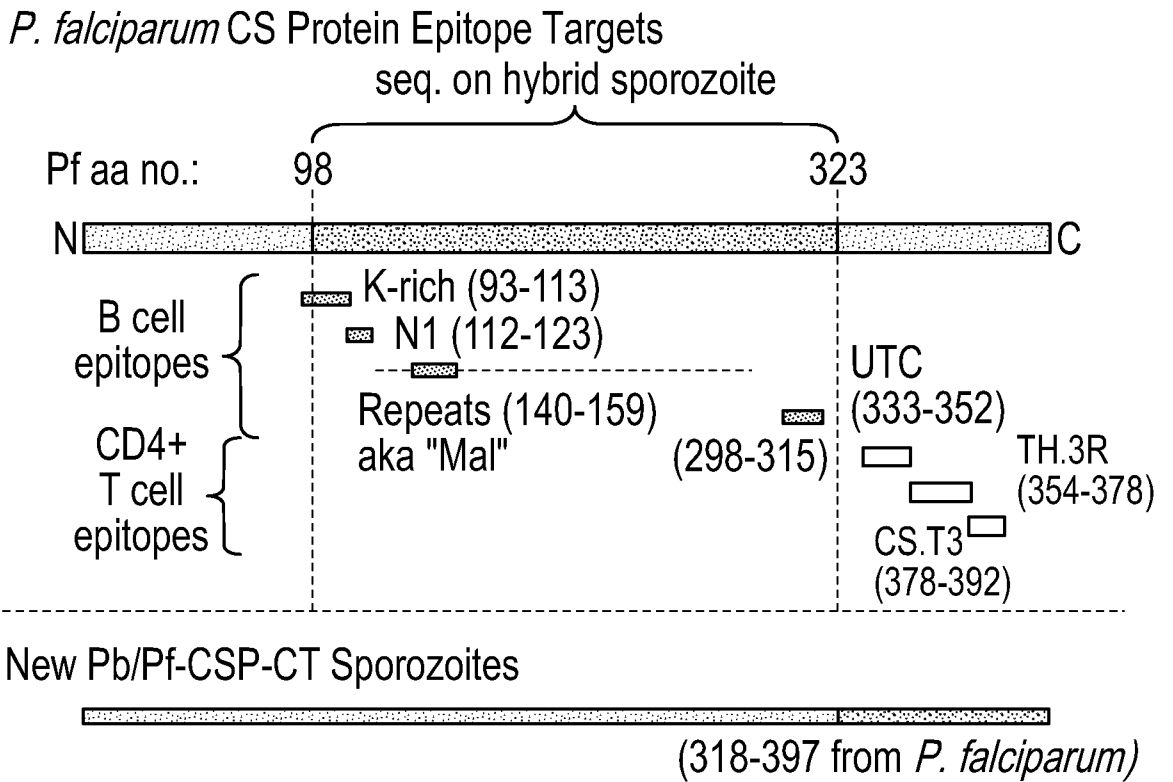 P. falciparum CS Protein Epitope Targets
seq. on hybrid sporozoite
Pf aa no.: 98 323
N C
K-rich (93-113)
B cell
epitopes
N1 (112-123)
UTC
(333-352)
Repeats (140-159)
aka "Mal"
(298-315)
CD4+
T cell
epitopes
TH.3R
(354-378)
CS.T3
(378-392)
New Pb/Pf-CSP-CT Sporozoites
(318-397 from P. falciparum)